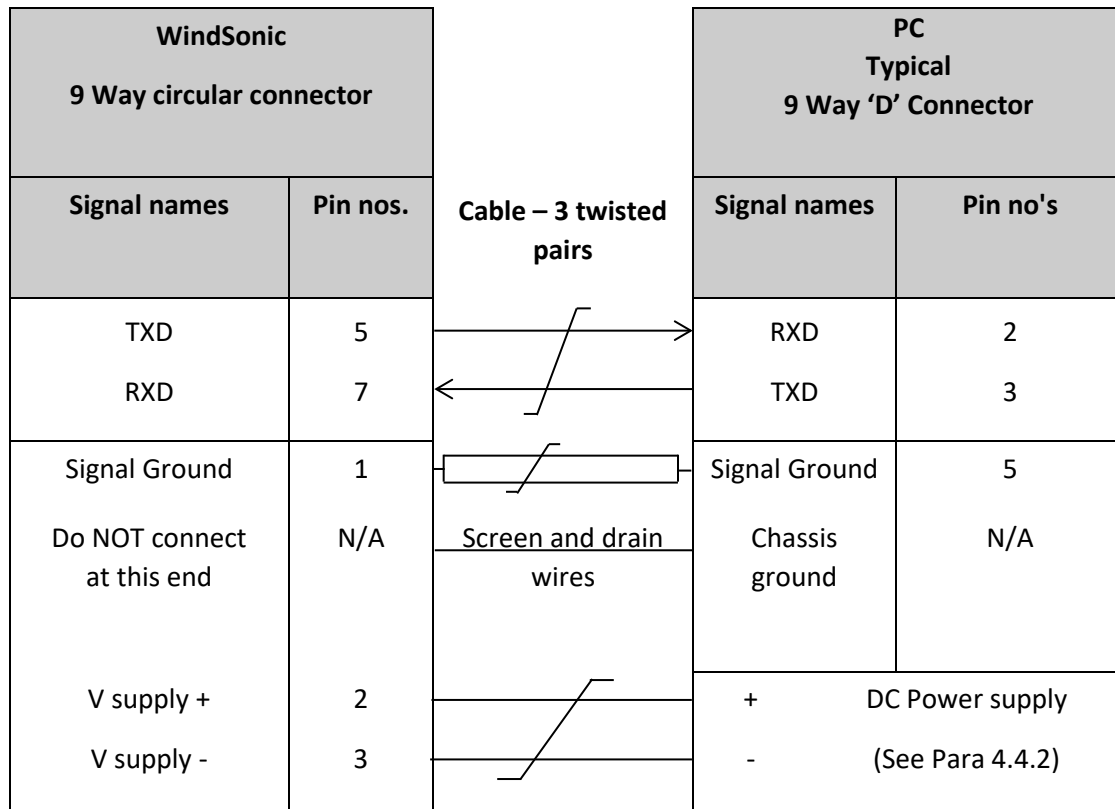 WindSonic
9 Way circular connector
PC
Typical
9 Way ‘D’ Connector
Signal names Pin nos. Cable – 3 twisted pairs Signal names Pin no's
TXD 5 RXD 2
RXD 7 TXD 3
Signal Ground 1 Signal Ground 5
Do NOT connect at this end N/A Screen and drain wires Chassis ground N/A
V supply + 2 + DC Power supply
V supply - 3 - (See Para 4.4.2)